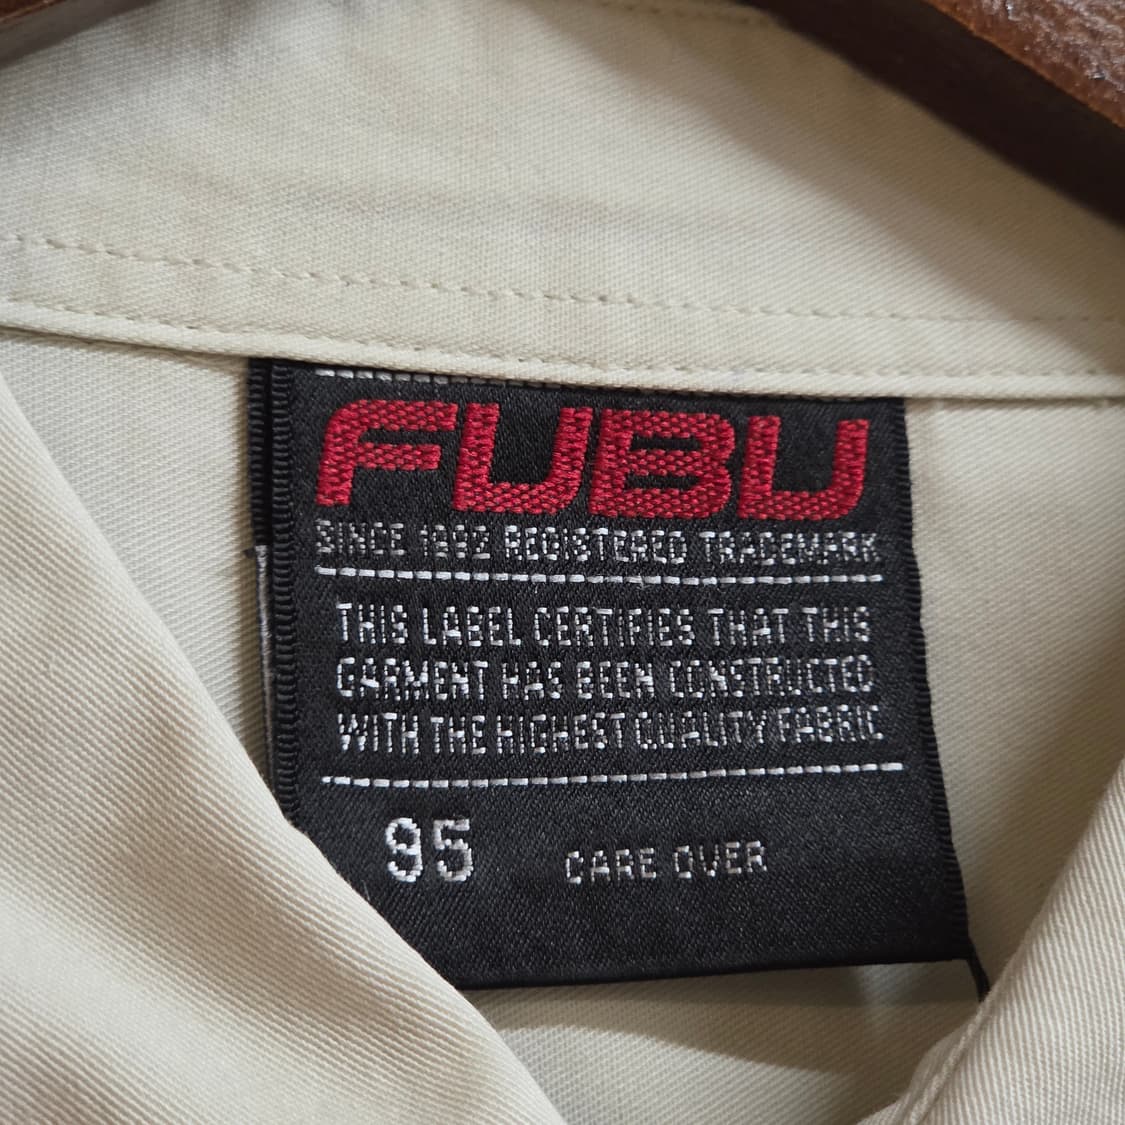 FUBU
SINCE 1992 REGISTERED TRADEMARK
THIS LABEL CERTIFIES THAT THIS
GARMENT HAS BEEN CONSTRUCTED
WITH THE HIGHEST QUALITY FABRIC
95 CARE OVER